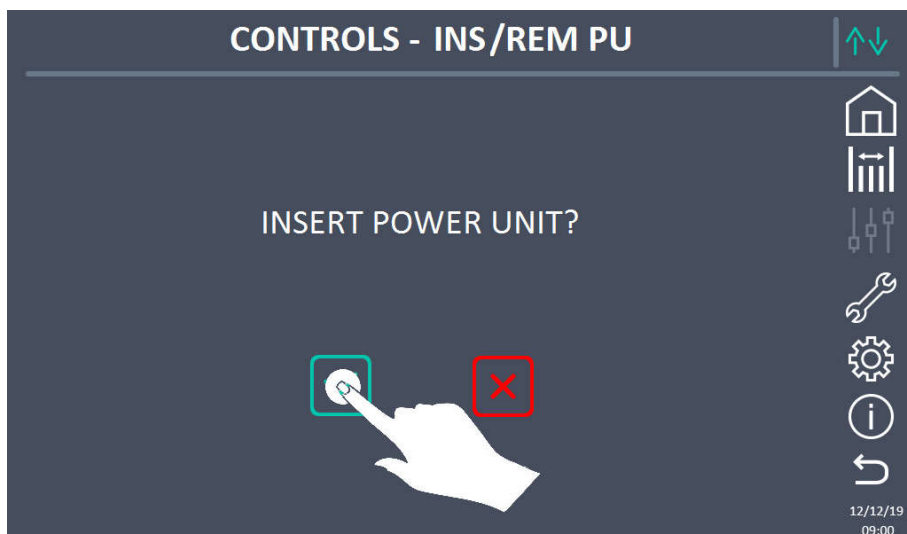 CONTROLS - INS/REM PU
INSERT POWER UNIT?
12/12/19
09:00